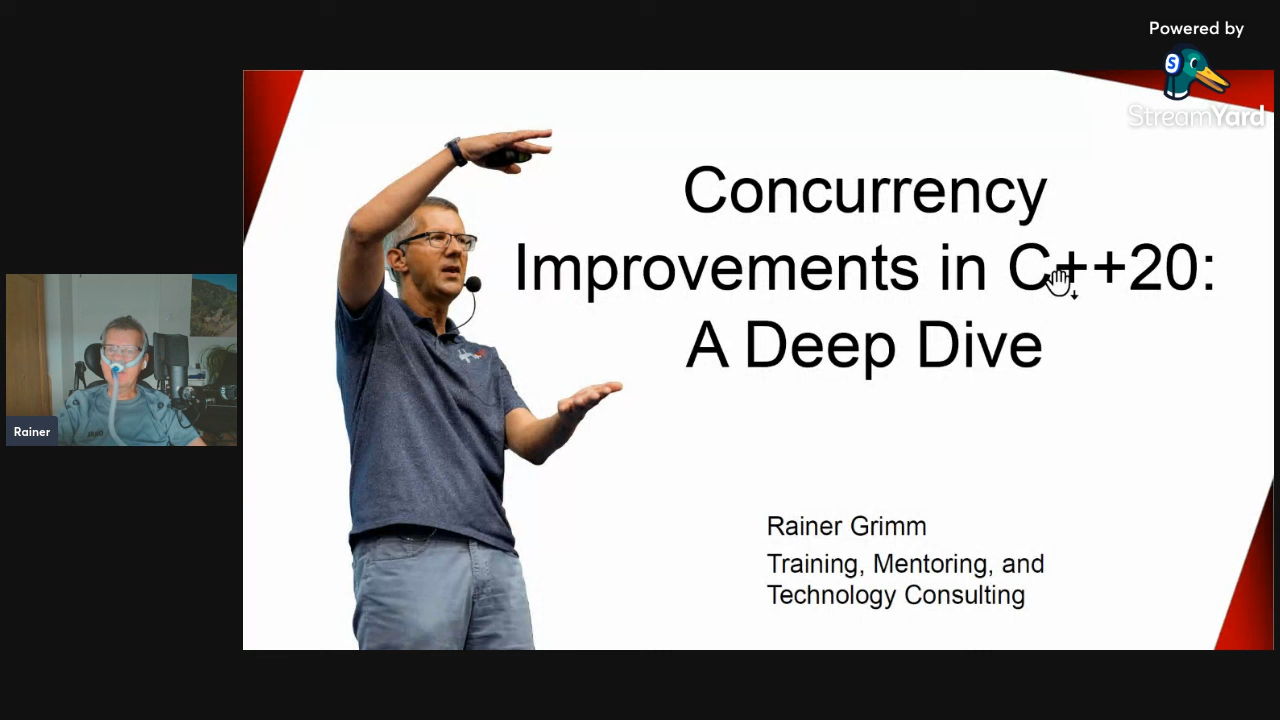 Powered by
S
StreamYard
Concurrency
Improvements in C++20:
A Deep Dive
Rainer
Rainer Grimm
Training, Mentoring, and
Technology Consulting